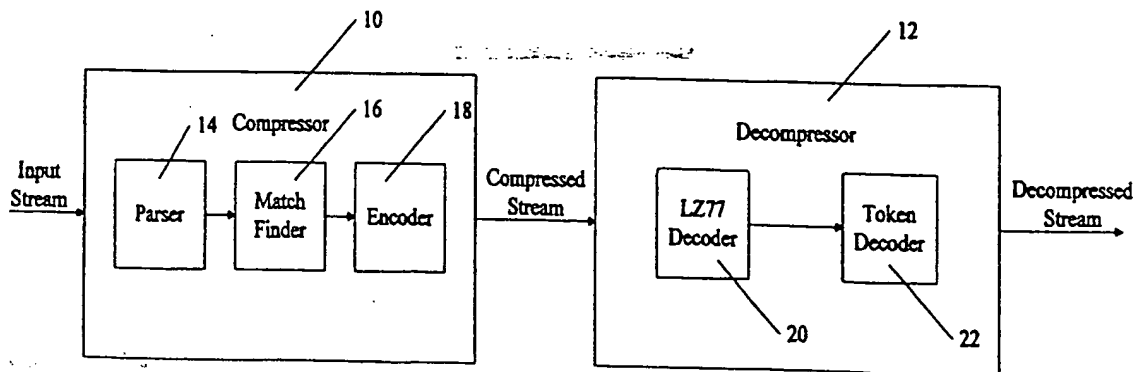 10
12
Compressor
14
16
18
Decompressor
Input
Stream
Parser
Match
Finder
Encoder
Compressed
Stream
LZ77
Decoder
Token
Decoder
Decompressed
Stream
20
22